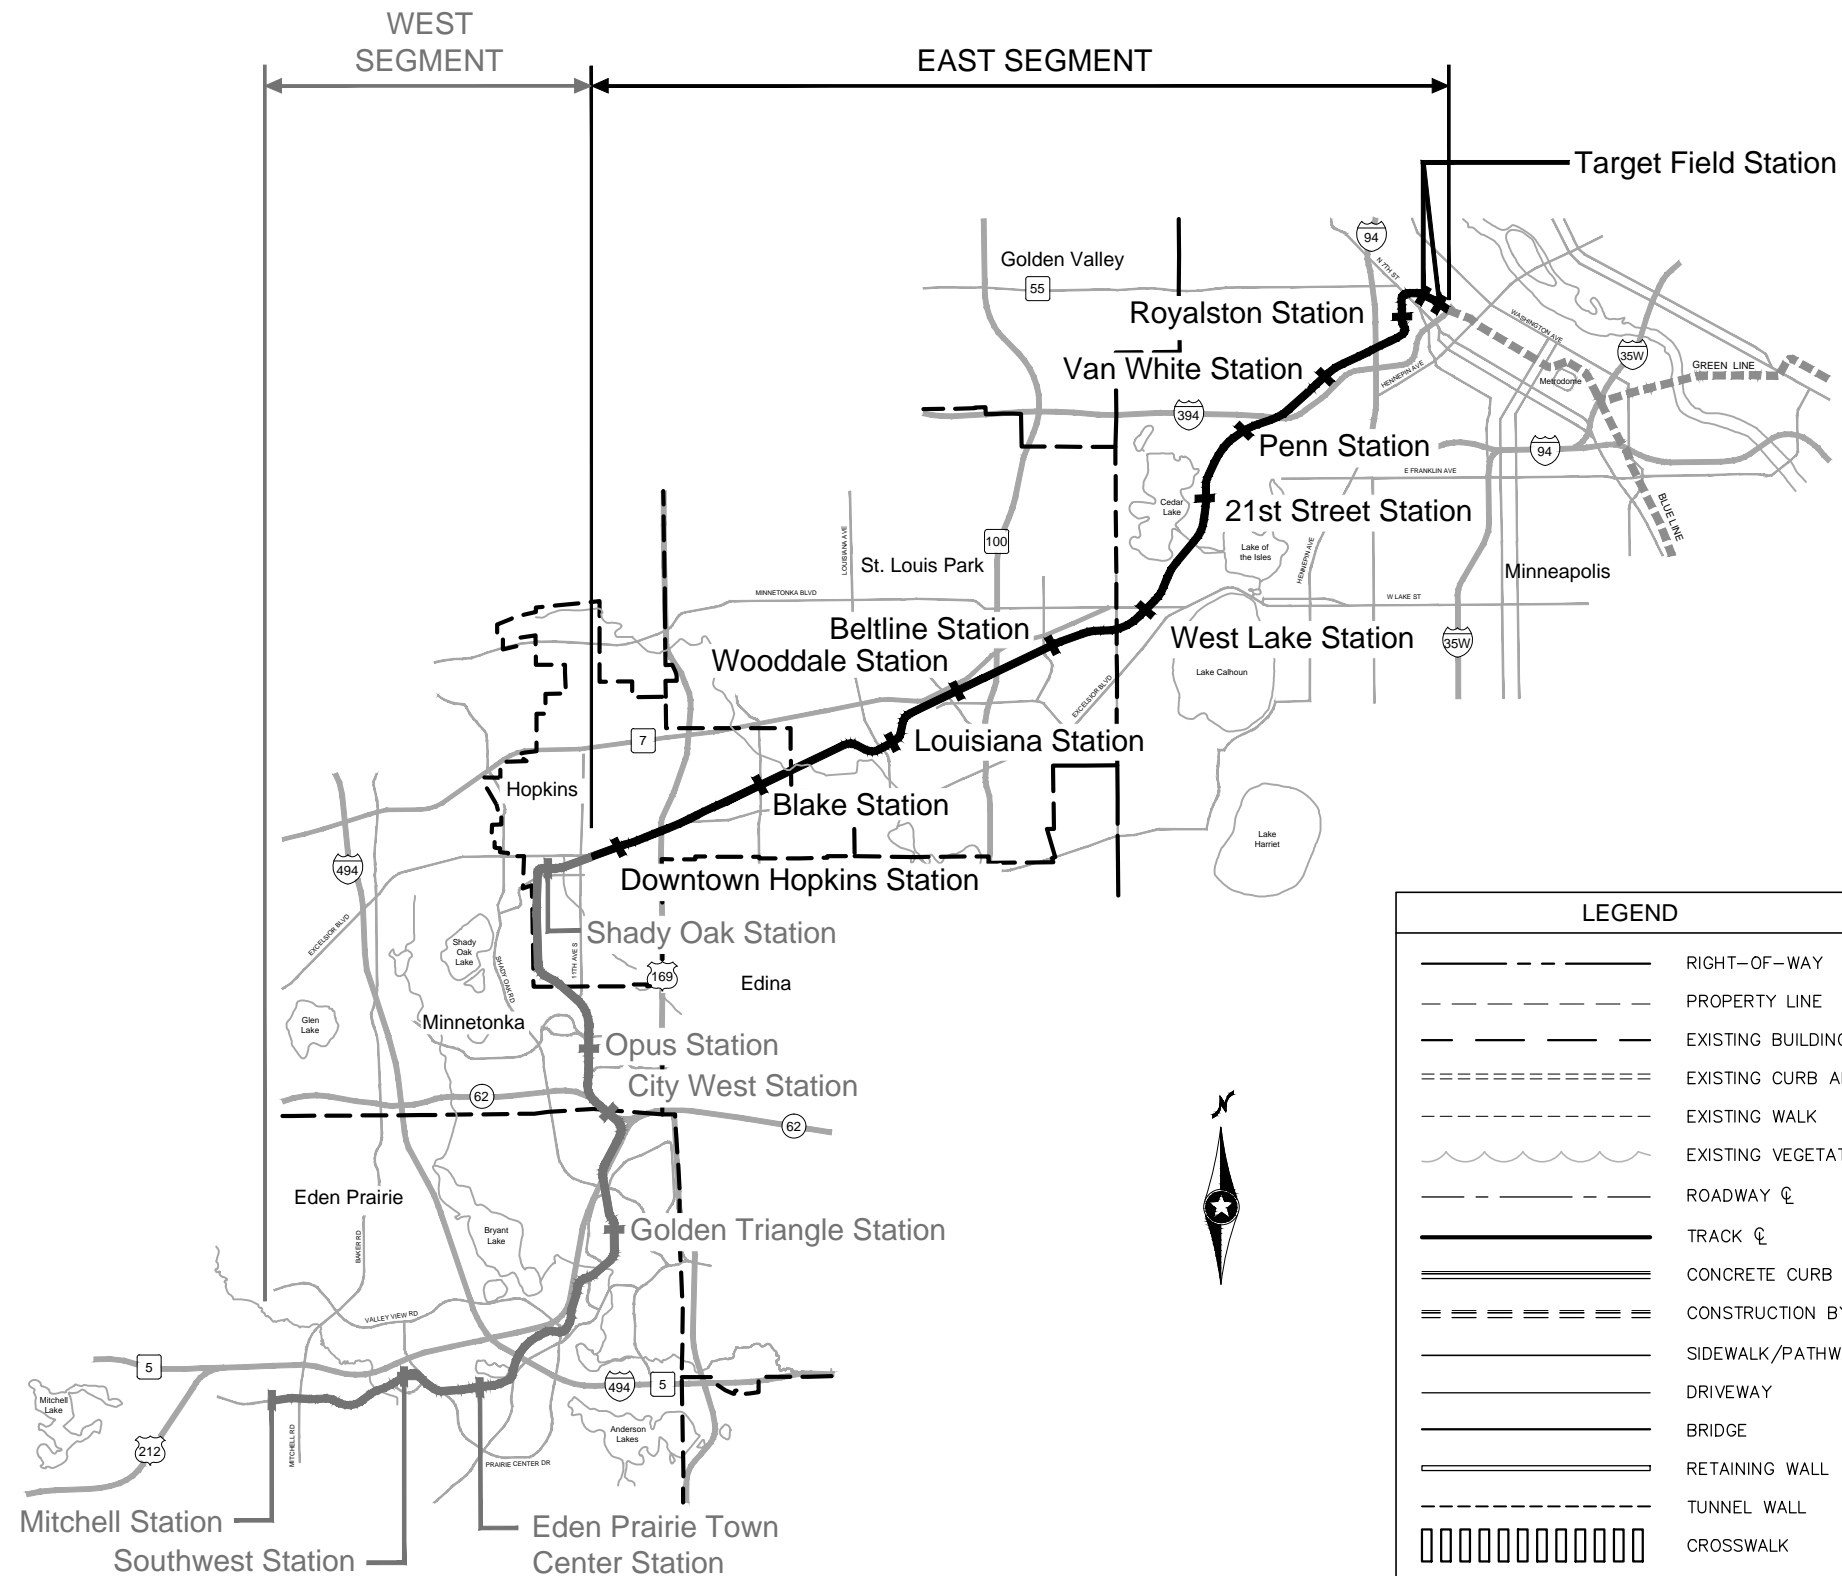 WEST
SEGMENT
EAST SEGMENT
Target Field Station
94
N 7TH ST
Golden Valley
55
Royalston Station
WASHINGTON AVE
35W
GREEN LINE
Van White Station
HENNEPIN AVE
Metrodome
394
Penn Station
94
E FRANKLIN AVE
Cedar
Lake
21st Street Station
BLUE LINE
LOUISIANA AVE
100
Lake of
the Isles
HENNEPIN AVE
St. Louis Park
Minneapolis
MINNETONKA BLVD
W LAKE ST
Beltline Station
West Lake Station
35W
Wooddale Station
Lake Calhoun
EXCELSIOR BLVD
7
Louisiana Station
Hopkins
Blake Station
Lake
Harriet
494
Downtown Hopkins Station
EXCELSIOR BLVD
Shady Oak Station
Shady
Oak
Lake
SHADY OAK RD
11TH AVE S
169
Edina
Glen
Lake
Minnetonka
Opus Station
City West Station
62
62
N
Eden Prairie
BAKER RD
Bryant
Lake
Golden Triangle Station
VALLEY VIEW RD
5
494
5
Mitchell
Lake
MITCHELL RD
212
PRAIRIE CENTER DR
Anderson
Lakes
Mitchell Station
Southwest Station
Eden Prairie Town
Center Station
LEGEND
RIGHT-OF-WAY
PROPERTY LINE
EXISTING BUILDING
EXISTING CURB A
EXISTING WALK
EXISTING VEGETAT
ROADWAY ℄
TRACK ℄
CONCRETE CURB
CONSTRUCTION BY
SIDEWALK/PATHW
DRIVEWAY
BRIDGE
RETAINING WALL
TUNNEL WALL
CROSSWALK